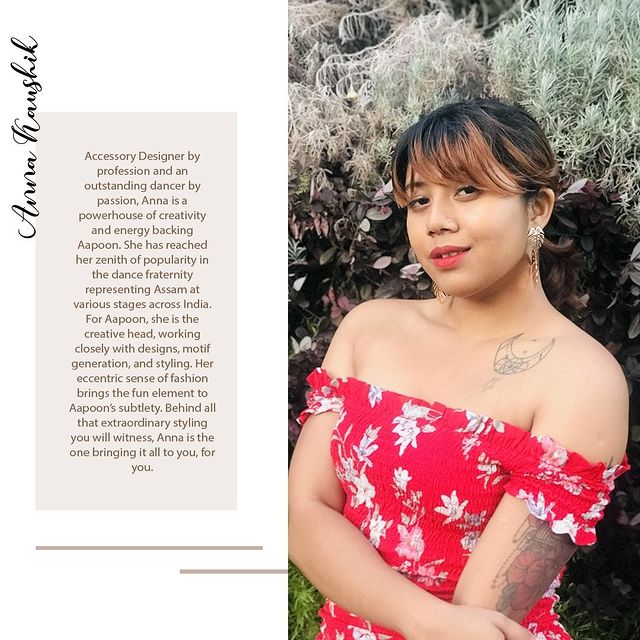 Anna Kaushik
Accessory Designer by
profession and an
outstanding dancer by
passion, Anna is a
powerhouse of creativity
and energy backing
Aapoon. She has reached
her zenith of popularity in
the dance fraternity
representing Assam at
various stages across India.
For Aapoon, she is the
creative head, working
closely with designs, motif
generation, and styling. Her
eccentric sense of fashion
brings the fun element to
Aapoon’s subtlety. Behind all
that extraordinary styling
you will witness, Anna is the
one bringing it all to you, for
you.